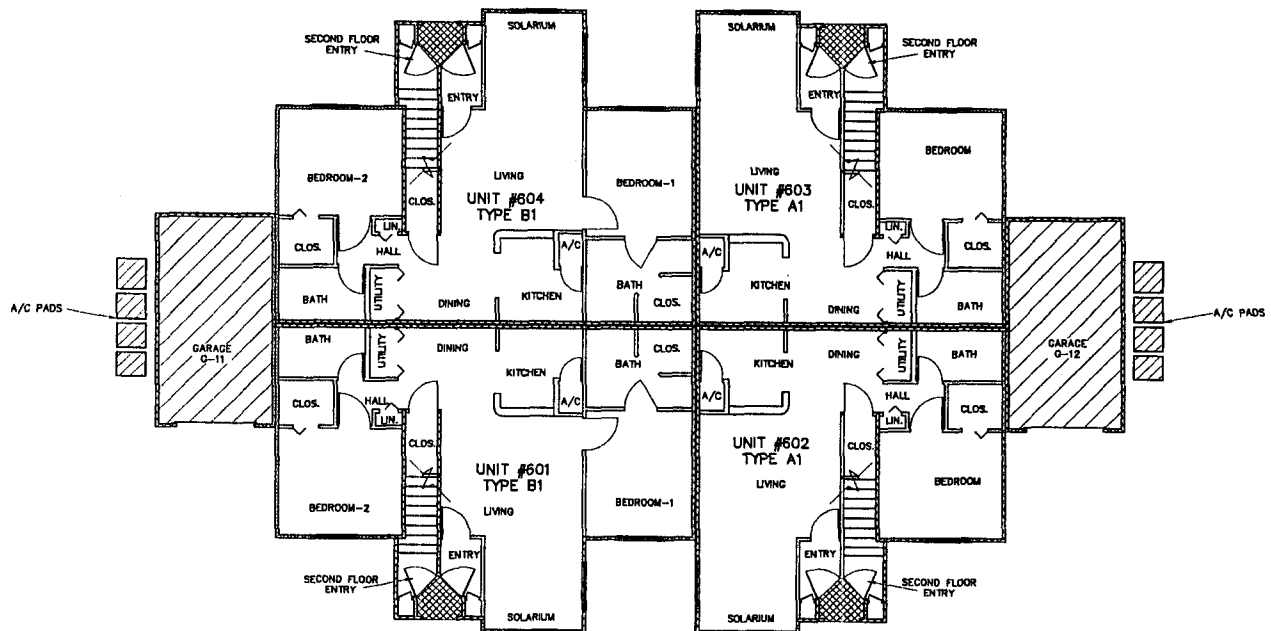 SOLARIUM
SOLARIUM
SECOND FLOOR
ENTRY
SECOND FLOOR
ENTRY
ENTRY
ENTRY
BEDROOM-2
LIVING
UNIT #604
TYPE B1
BEDROOM-1
LIVING
UNIT #603
TYPE A1
BEDROOM
CLOS.
CLOS.
LIN.
LIN.
CLOS.
HALL
A/C
A/C
HALL
CLOS.
BATH
UTILITY
DINING
KITCHEN
BATH
CLOS.
KITCHEN
DINING
UTILITY
BATH
A/C PADS
A/C PADS
GARAGE
G-11
GARAGE
G-12
BATH
UTILITY
DINING
KITCHEN
BATH
CLOS.
KITCHEN
DINING
UTILITY
BATH
CLOS.
HALL
LIN.
A/C
A/C
HALL
LIN.
CLOS.
CLOS.
CLOS.
UNIT #601
TYPE B1
LIVING
UNIT #602
TYPE A1
LIVING
BEDROOM-2
BEDROOM-1
BEDROOM
ENTRY
ENTRY
SECOND FLOOR
ENTRY
SECOND FLOOR
ENTRY
SOLARIUM
SOLARIUM